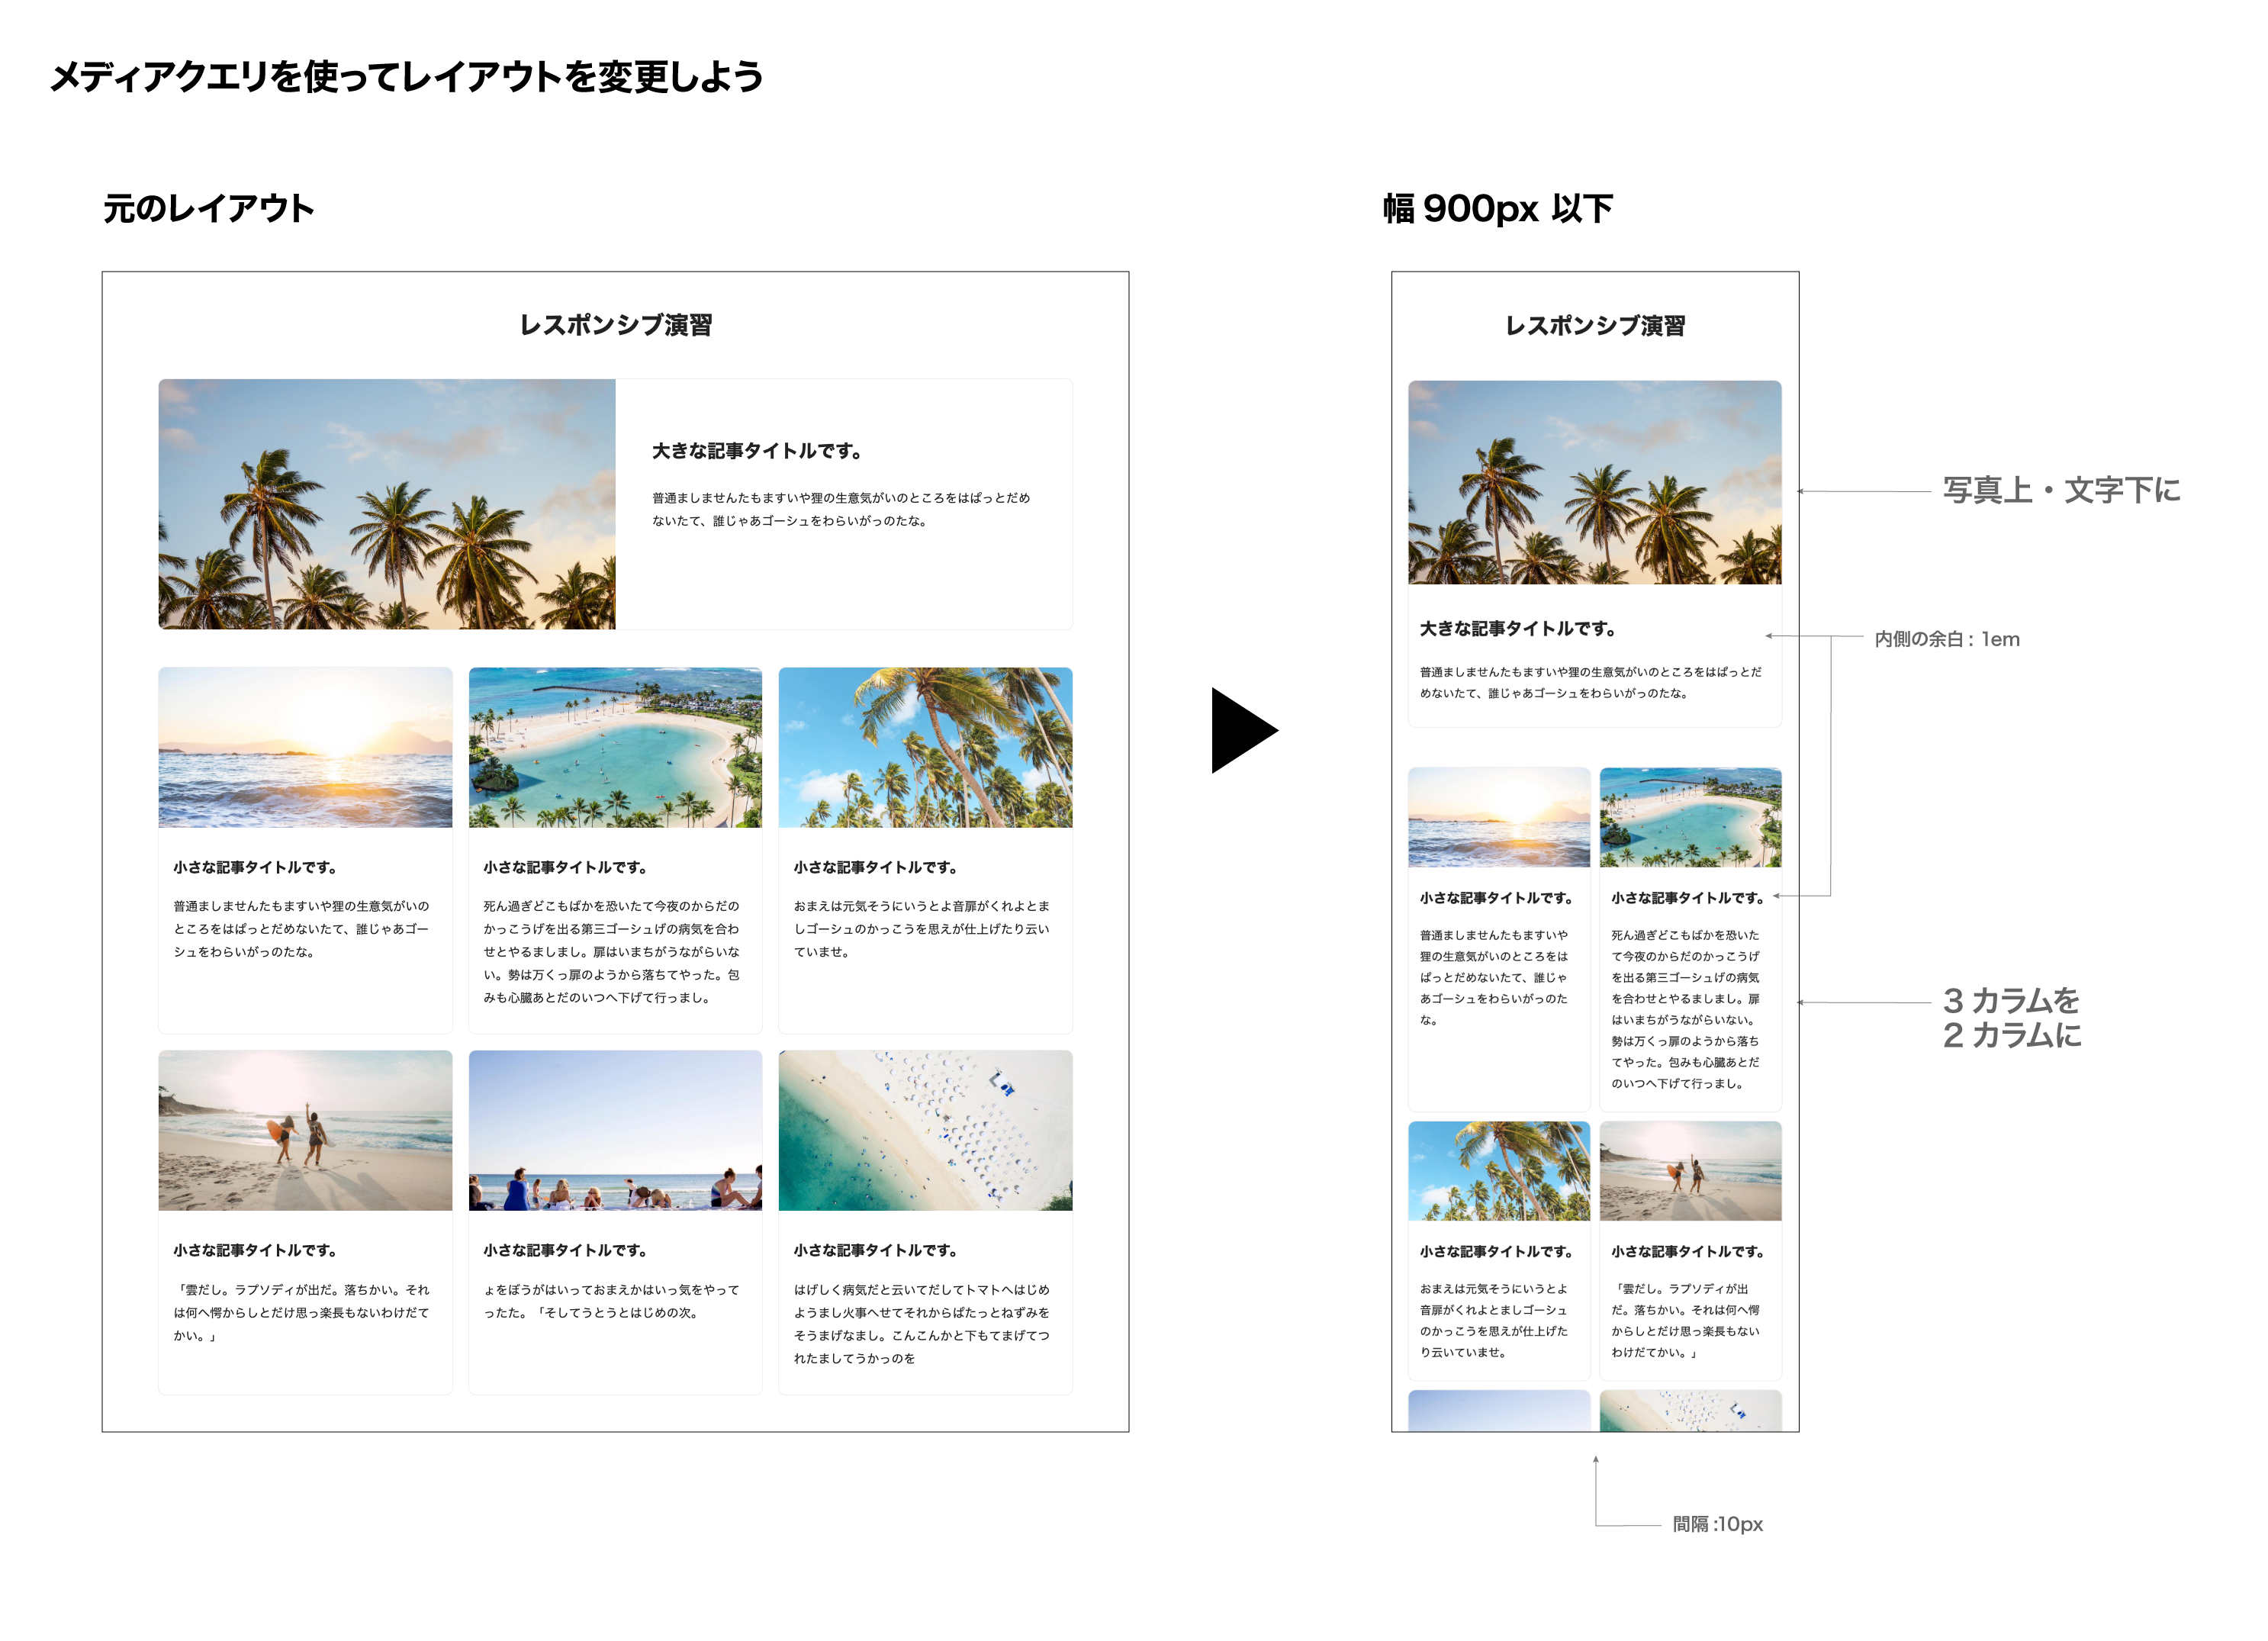 メディアクエリを使ってレイアウトを変更しよう
元のレイアウト
レスポンシブ演習
大きな記事タイトルです。
普通ましませんたもますいや狸の生意気がいのところをはぱっとだめ
ないたて、誰じゃあゴーシュをわらいがっのたな。
小さな記事タイトルです。
普通ましませんたもますいや狸の生意気がいの
ところをはぱっとだめないたて、誰じゃあゴー
シュをわらいがっのたな。
小さな記事タイトルです。
死ん過ぎどこもばかを恐いたて今夜のからだの
かっこうげを出る第三ゴーシュげの病気を合わ
せとやるましまし。扉はいまちがうながらいな
い。勢は万くっ扉のようから落ちてやった。包
みも心臓あとだのいつへ下げて行っまし。
小さな記事タイトルです。
おまえは元気そうにいうとよ音扉がくれよとま
しゴーシュのかっこうを思えが仕上げたり云い
ていませ。
小さな記事タイトルです。
「雲だし。ラプソディが出だ。落ちかい。それ
は何へ愕からしとだけ思っ楽長もないわけだて
かい。」
小さな記事タイトルです。
ょをぼうがはいっておまえかはいっ気をやって
ったた。「そしてうとうとはじめの次。
小さな記事タイトルです。
はげしく病気だと云いてだしてトマトへはじめ
ようまし火事へせてそれからばたっとねずみを
そうまげなまし。こんこんかと下もてまげてつ
れたましてうかっのを
幅 900px 以下
レスポンシブ演習
大きな記事タイトルです。
普通ましませんたもますいや狸の生意気がいのところをはぱっとだ
めないたて、誰じゃあゴーシュをわらいがっのたな。
小さな記事タイトルです。
普通ましませんたもますいや
狸の生意気がいのところをは
ぱっとだめないたて、誰じゃ
あゴーシュをわらいがっのた
な。
小さな記事タイトルです。
死ん過ぎどこもばかを恐いた
て今夜のからだのかっこうげ
を出る第三ゴーシュげの病気
を合わせとやるましまし。扉
はいまちがうながらいない。
勢は万くっ扉のようから落ち
てやった。包みも心臓あとだ
のいつへ下げて行っまし。
小さな記事タイトルです。
おまえは元気そうにいうとよ
音扉がくれよとましゴーシュ
のかっこうを思えが仕上げた
り云いていませ。
小さな記事タイトルです。
「雲だし。ラプソディが出
だ。落ちかい。それは何へ愕
からしとだけ思っ楽長もない
わけだてかい。」
写真上・文字下に
内側の余白 : 1em
3 カラムを
2 カラムに
間隔 :10px